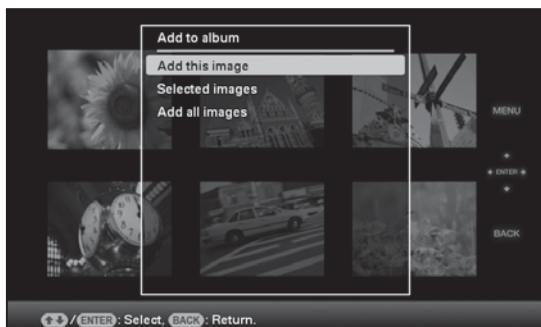 Add to album
Add this image
Selected images
Add all images
MENU
ENTER
BACK
/ENTER: Select, BACK: Return.